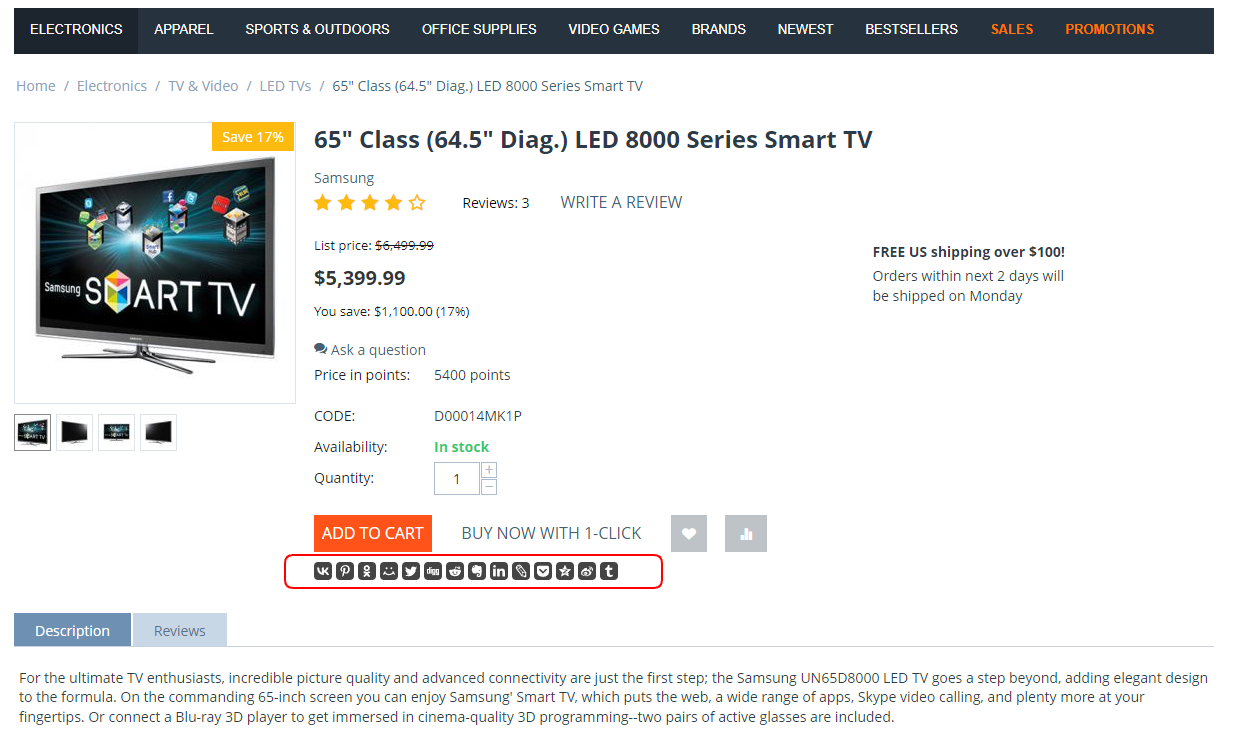 ELECTRONICS APPAREL SPORTS & OUTDOORS OFFICE SUPPLIES VIDEO GAMES BRANDS NEWEST BESTSELLERS SALES PROMOTIONS
Home / Electronics / TV & Video / LED TVs / 65" Class (64.5" Diag.) LED 8000 Series Smart TV
Save 17%
Samsung SMART TV
65" Class (64.5" Diag.) LED 8000 Series Smart TV
Samsung
Reviews: 3 WRITE A REVIEW
List price: $6,499.99
$5,399.99
You save: $1,100.00 (17%)
FREE US shipping over $100!
Orders within next 2 days will
be shipped on Monday
Ask a question
Price in points: 5400 points
CODE: D00014MK1P
Availability: In stock
Quantity: 1 + −
ADD TO CART BUY NOW WITH 1-CLICK
digg in t
Description Reviews
For the ultimate TV enthusiasts, incredible picture quality and advanced connectivity are just the first step; the Samsung UN65D8000 LED TV goes a step beyond, adding elegant design
to the formula. On the commanding 65-inch screen you can enjoy Samsung' Smart TV, which puts the web, a wide range of apps, Skype video calling, and plenty more at your
fingertips. Or connect a Blu-ray 3D player to get immersed in cinema-quality 3D programming--two pairs of active glasses are included.